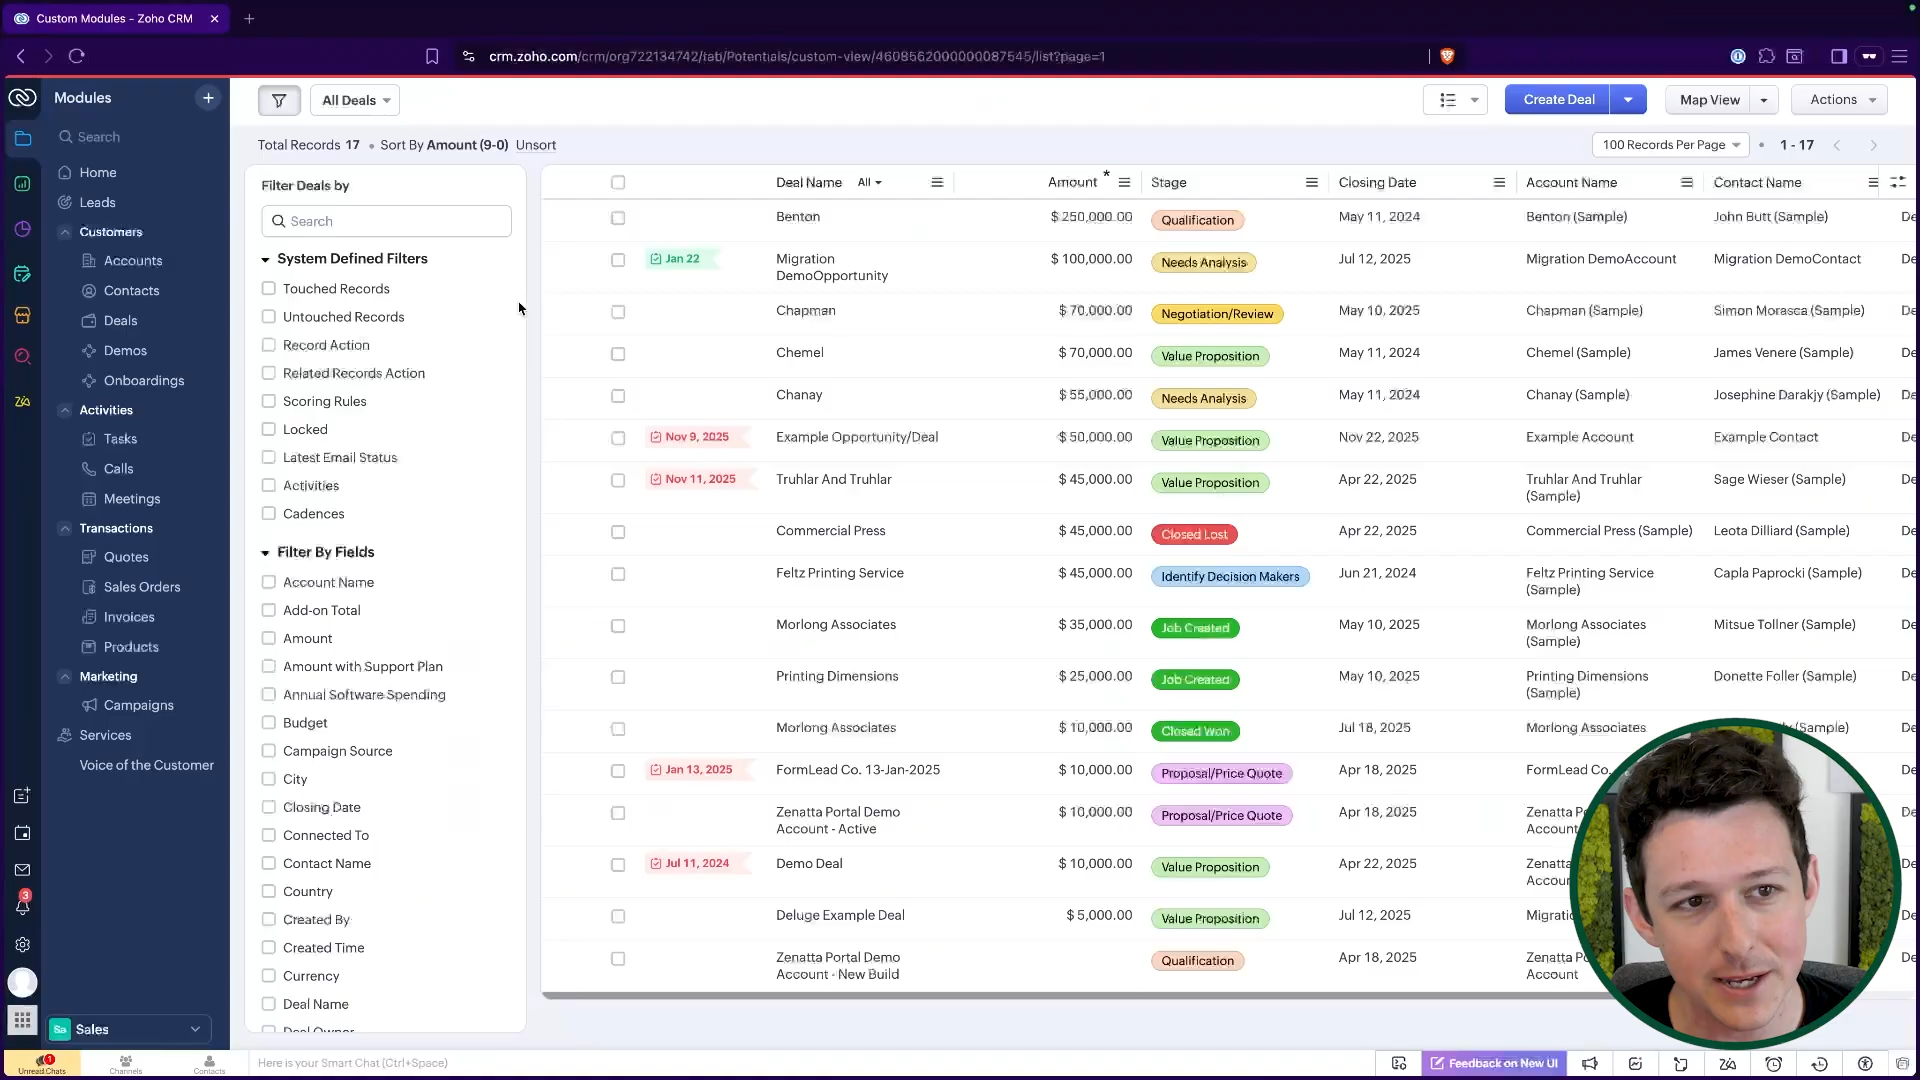 Custom Modules - Zoho CRM
crm.zoho.com/crm/org722134742/tab/Potentials/custom-view/4608562000000087545/list?page=1
Modules
Search
Home
Leads
Customers
Accounts
Contacts
Deals
Demos
Onboardings
Activities
Tasks
Calls
Meetings
Transactions
Quotes
Sales Orders
Invoices
Products
Marketing
Campaigns
Services
Voice of the Customer
3
Sa Sales
All Deals
Create Deal
Map View
Actions
Total Records 17 • Sort By Amount (9-0) Unsort
100 Records Per Page • 1 - 17
Filter Deals by
Search
System Defined Filters
Touched Records
Untouched Records
Record Action
Related Records Action
Scoring Rules
Locked
Latest Email Status
Activities
Cadences
Filter By Fields
Account Name
Add-on Total
Amount
Amount with Support Plan
Annual Software Spending
Budget
Campaign Source
City
Closing Date
Connected To
Contact Name
Country
Created By
Created Time
Currency
Deal Name
Deal Owner
Deal Name All Amount * Stage Closing Date Account Name Contact Name
Benton $ 250,000.00 Qualification May 11, 2024 Benton (Sample) John Butt (Sample) De
Jan 22 Migration $ 100,000.00 Needs Analysis Jul 12, 2025 Migration DemoAccount Migration DemoContact De
DemoOpportunity
Chapman $ 70,000.00 Negotiation/Review May 10, 2025 Chapman (Sample) Simon Morasca (Sample) De
Chemel $ 70,000.00 Value Proposition May 11, 2024 Chemel (Sample) James Venere (Sample) De
Chanay $ 55,000.00 Needs Analysis May 11, 2024 Chanay (Sample) Josephine Darakjy (Sample) De
Nov 9, 2025 Example Opportunity/Deal $ 50,000.00 Value Proposition Nov 22, 2025 Example Account Example Contact De
Nov 11, 2025 Truhlar And Truhlar $ 45,000.00 Value Proposition Apr 22, 2025 Truhlar And Truhlar Sage Wieser (Sample) De
(Sample)
Commercial Press $ 45,000.00 Closed Lost Apr 22, 2025 Commercial Press (Sample) Leota Dilliard (Sample) De
Feltz Printing Service $ 45,000.00 Identify Decision Makers Jun 21, 2024 Feltz Printing Service Capla Paprocki (Sample) De
(Sample)
Morlong Associates $ 35,000.00 Job Created May 10, 2025 Morlong Associates Mitsue Tollner (Sample) De
(Sample)
Printing Dimensions $ 25,000.00 Job Created May 10, 2025 Printing Dimensions Donette Foller (Sample) De
(Sample)
Morlong Associates $ 10,000.00 Closed Won Jul 18, 2025 Morlong Associates (Sample) De
Jan 13, 2025 FormLead Co. 13-Jan-2025 $ 10,000.00 Proposal/Price Quote Apr 18, 2025 FormLead Co. De
Zenatta Portal Demo $ 10,000.00 Proposal/Price Quote Apr 18, 2025 Zenatta De
Account - Active Account
Jul 11, 2024 Demo Deal $ 10,000.00 Value Proposition Apr 22, 2025 Zenatta De
Deluge Example Deal $ 5,000.00 Value Proposition Jul 12, 2025 De
Zenatta Portal Demo Qualification Apr 18, 2025 Zenatta De
Account - New Build Account
1
Unread Chats
Channels
Contacts
Here is your Smart Chat (Ctrl+Space)
Feedback on New UI